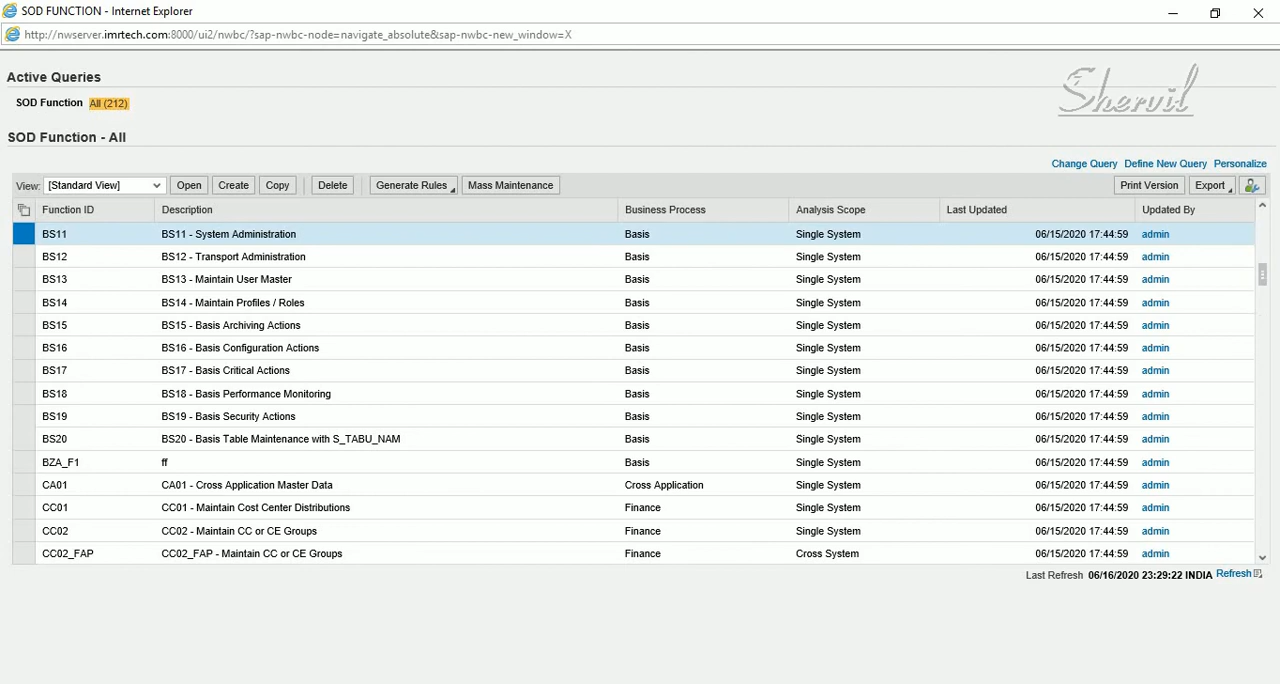 SOD FUNCTION - Internet Explorer
http://nwserver.imrtech.com:8000/ui2/nwbc/?sap-nwbc-node=navigate_absolute&sap-nwbc-new_window=X
Active Queries
SOD Function All (212)
Shervil
SOD Function - All
Change Query Define New Query Personalize
View: [Standard View] Open Create Copy Delete Generate Rules Mass Maintenance Print Version Export
Function ID Description Business Process Analysis Scope Last Updated Updated By
BS11 BS11 - System Administration Basis Single System 06/15/2020 17:44:59 admin
BS12 BS12 - Transport Administration Basis Single System 06/15/2020 17:44:59 admin
BS13 BS13 - Maintain User Master Basis Single System 06/15/2020 17:44:59 admin
BS14 BS14 - Maintain Profiles / Roles Basis Single System 06/15/2020 17:44:59 admin
BS15 BS15 - Basis Archiving Actions Basis Single System 06/15/2020 17:44:59 admin
BS16 BS16 - Basis Configuration Actions Basis Single System 06/15/2020 17:44:59 admin
BS17 BS17 - Basis Critical Actions Basis Single System 06/15/2020 17:44:59 admin
BS18 BS18 - Basis Performance Monitoring Basis Single System 06/15/2020 17:44:59 admin
BS19 BS19 - Basis Security Actions Basis Single System 06/15/2020 17:44:59 admin
BS20 BS20 - Basis Table Maintenance with S_TABU_NAM Basis Single System 06/15/2020 17:44:59 admin
BZA_F1 ff Basis Single System 06/15/2020 17:44:59 admin
CA01 CA01 - Cross Application Master Data Cross Application Single System 06/15/2020 17:44:59 admin
CC01 CC01 - Maintain Cost Center Distributions Finance Single System 06/15/2020 17:44:59 admin
CC02 CC02 - Maintain CC or CE Groups Finance Single System 06/15/2020 17:44:59 admin
CC02_FAP CC02_FAP - Maintain CC or CE Groups Finance Cross System 06/15/2020 17:44:59 admin
Last Refresh 06/16/2020 23:29:22 INDIA Refresh